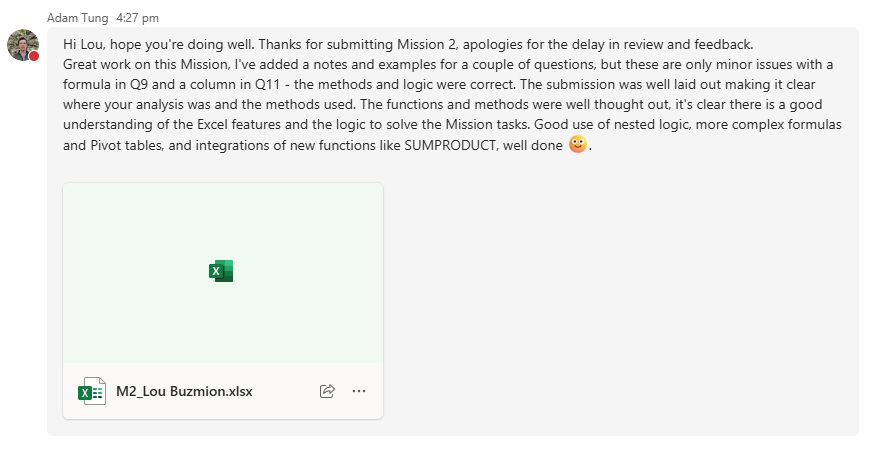 Adam Tung 4:27 pm
Hi Lou, hope you're doing well. Thanks for submitting Mission 2, apologies for the delay in review and feedback.
Great work on this Mission, I've added a notes and examples for a couple of questions, but these are only minor issues with a
formula in Q9 and a column in Q11 - the methods and logic were correct. The submission was well laid out making it clear
where your analysis was and the methods used. The functions and methods were well thought out, it's clear there is a good
understanding of the Excel features and the logic to solve the Mission tasks. Good use of nested logic, more complex formulas
and Pivot tables, and integrations of new functions like SUMPRODUCT, well done 🙂.
X
X
M2_Lou Buzmion.xlsx